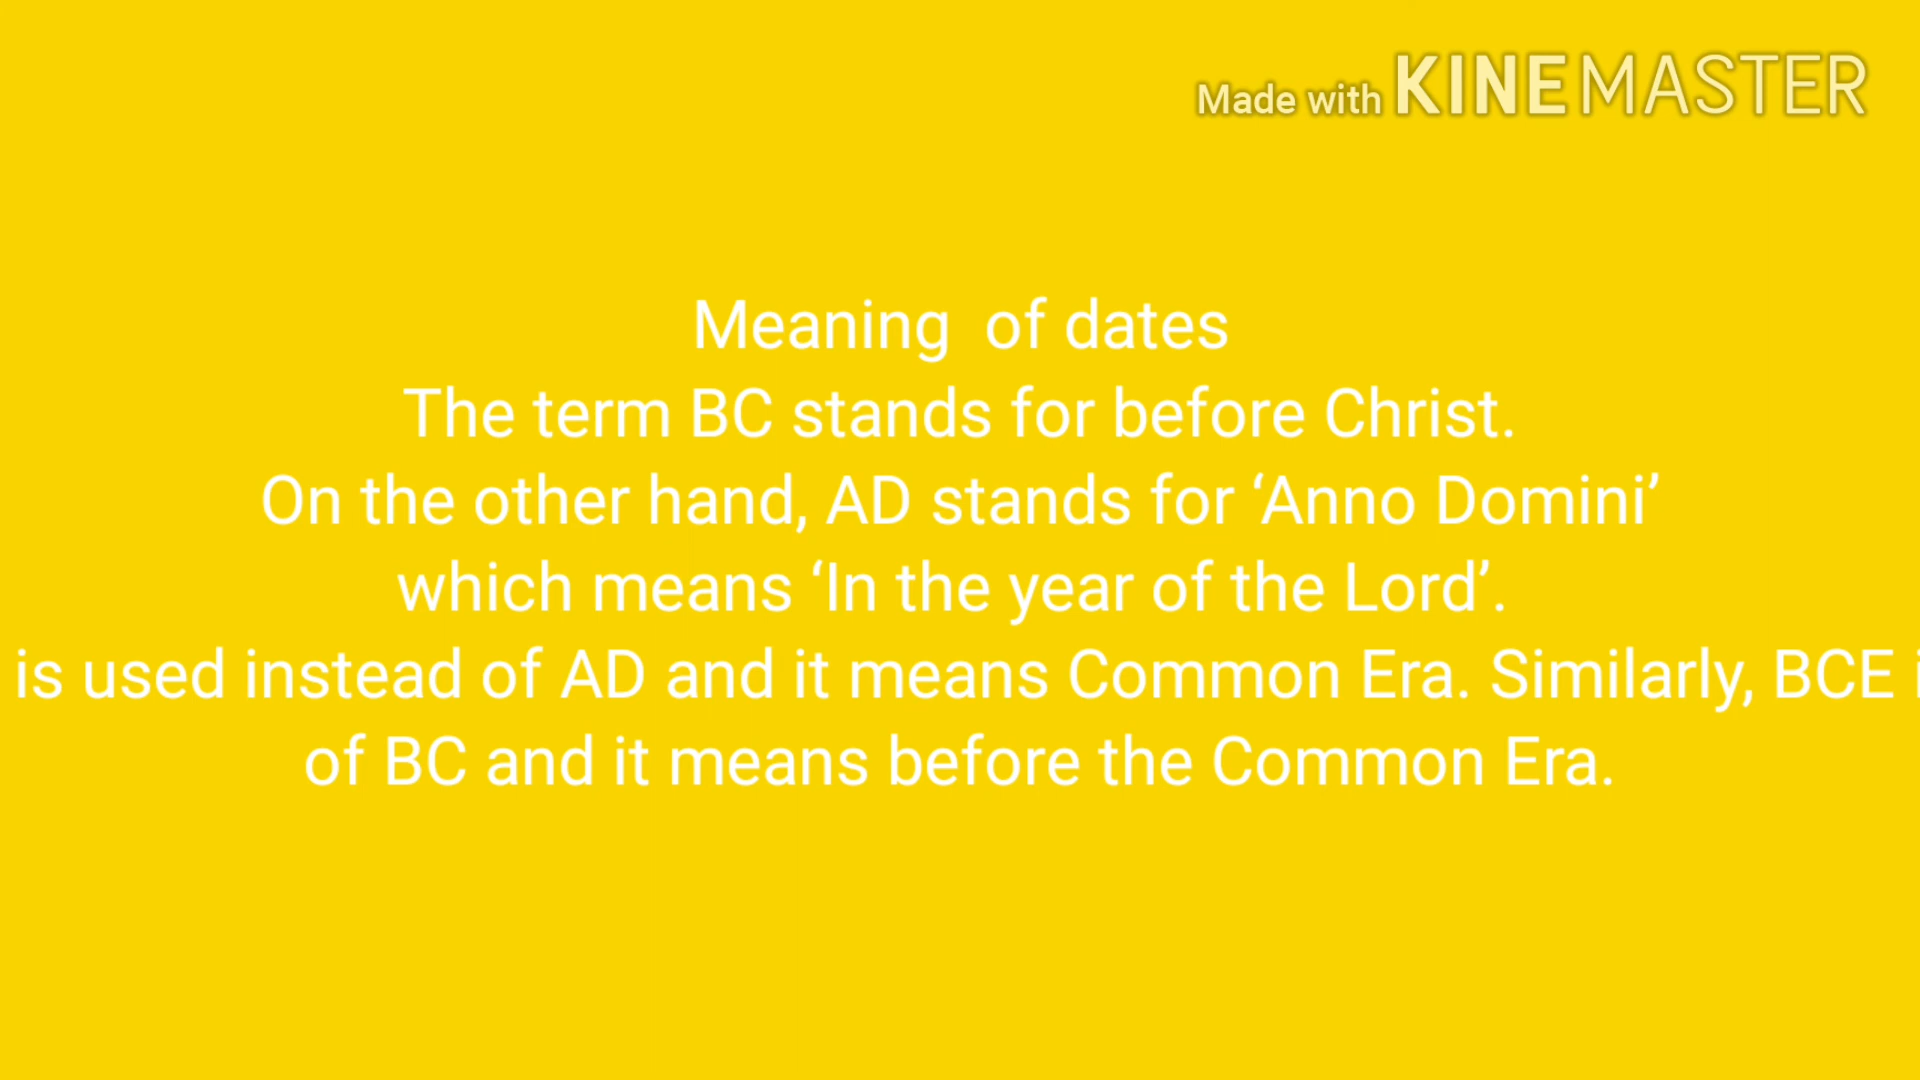 Made with KINEMASTER
Meaning  of dates
The term BC stands for before Christ.
On the other hand, AD stands for ‘Anno Domini’
which means ‘In the year of the Lord’.
is used instead of AD and it means Common Era. Similarly, BCE
of BC and it means before the Common Era.